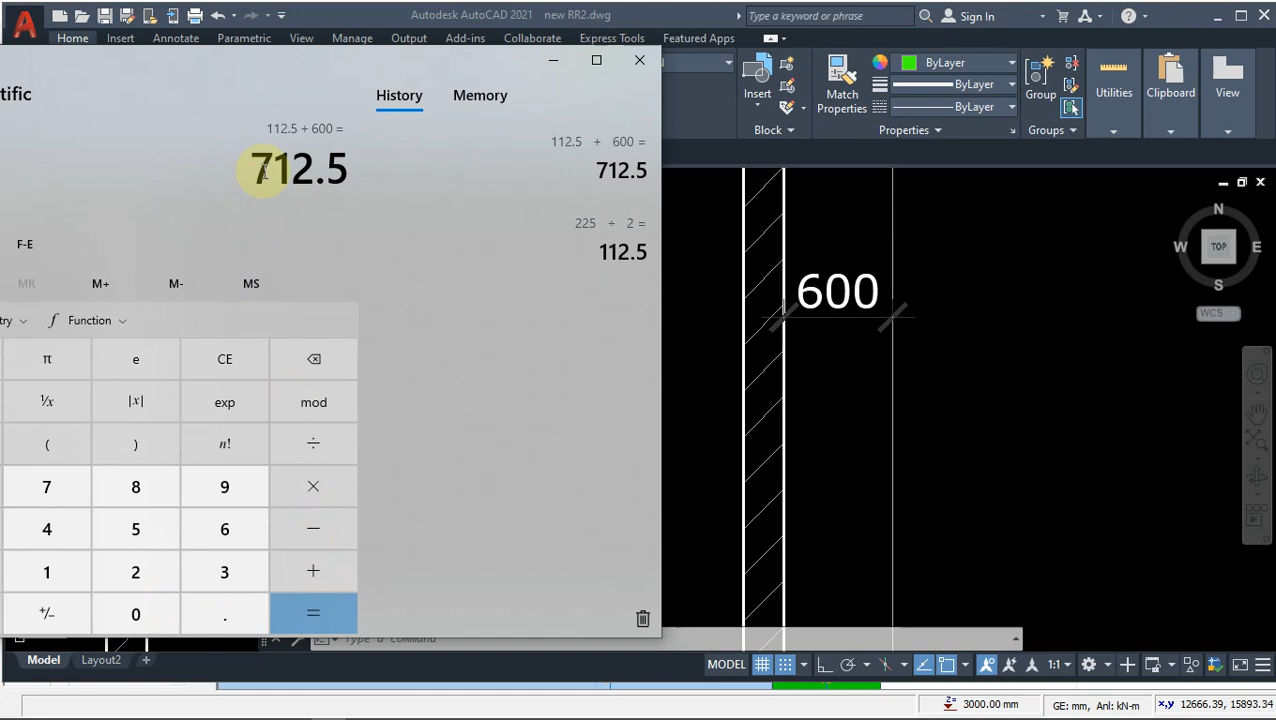 Autodesk AutoCAD 2021 new RR2.dwg
Type a keyword or phrase
Sign In
Home Insert Annotate Parametric View Manage Output Add-ins Collaborate Express Tools Featured Apps
tific
History
Memory
112.5 + 600 =
712.5
112.5 + 600 =
712.5
225 ÷ 2 =
112.5
F-E
MR M+ M- MS
try f Function
π e CE
⅟x |x| exp mod
( ) n! ÷
7 8 9 ×
4 5 6 −
1 2 3 +
+/− 0 . =
Insert
Match
Properties
ByLayer
ByLayer
ByLayer
Group
Utilities
Clipboard
View
Block
Properties
Groups
600
N
W TOP E
S
WCS
Type a command
Model Layout2 +
MODEL
1:1
Z= 3000.00 mm
GE: mm, Anl: kN-m
x,y 12666.39, 15893.34